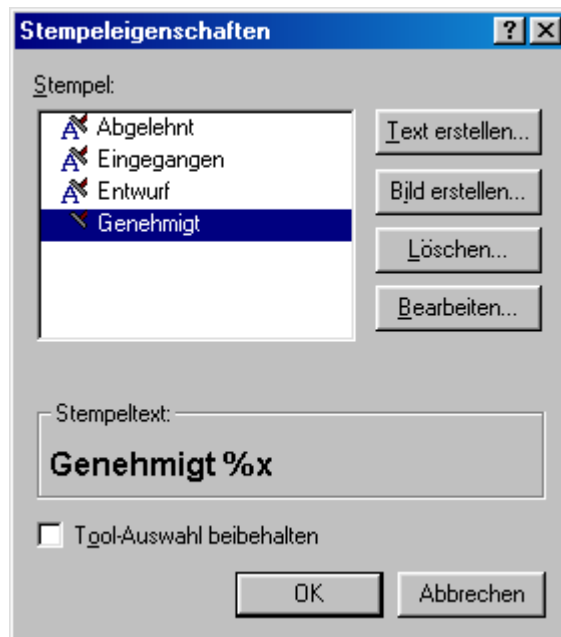 Stempeleigenschaften
Stempel:
Abgelehnt
Eingegangen
Entwurf
Genehmigt
Text erstellen...
Bild erstellen...
Löschen...
Bearbeiten...
Stempeltext:
Genehmigt %x
Tool-Auswahl beibehalten
OK
Abbrechen